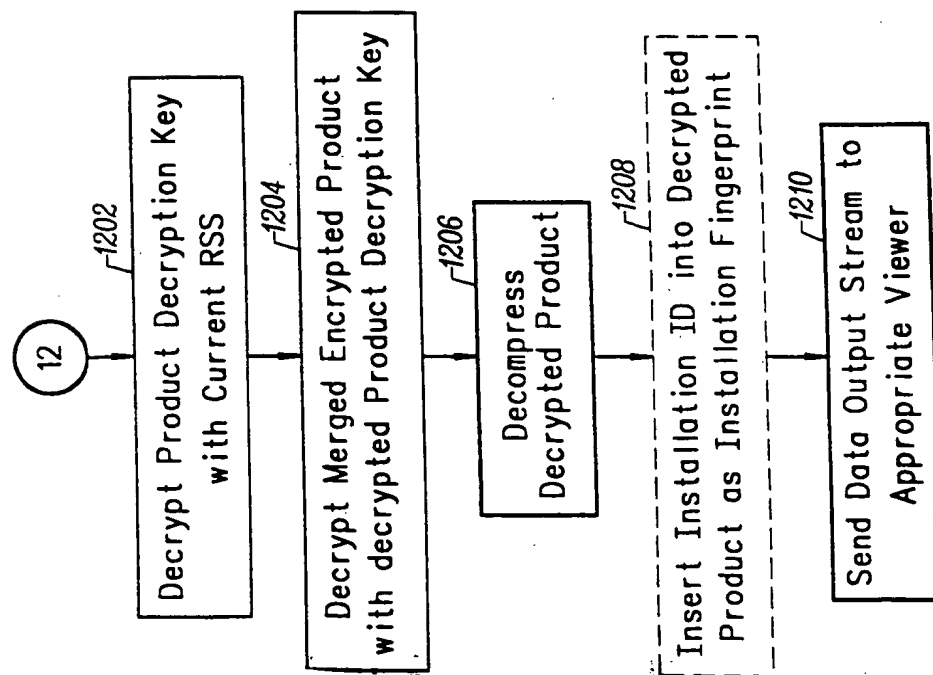 12
1202
Decrypt Product Decryption Key
with Current RSS
1204
Decrypt Merged Encrypted Product
with decrypted Product Decryption Key
1206
Decompress
Decrypted Product
1208
Insert Installation ID into Decrypted
Product as Installation Fingerprint
1210
Send Data Output Stream to
Appropriate Viewer